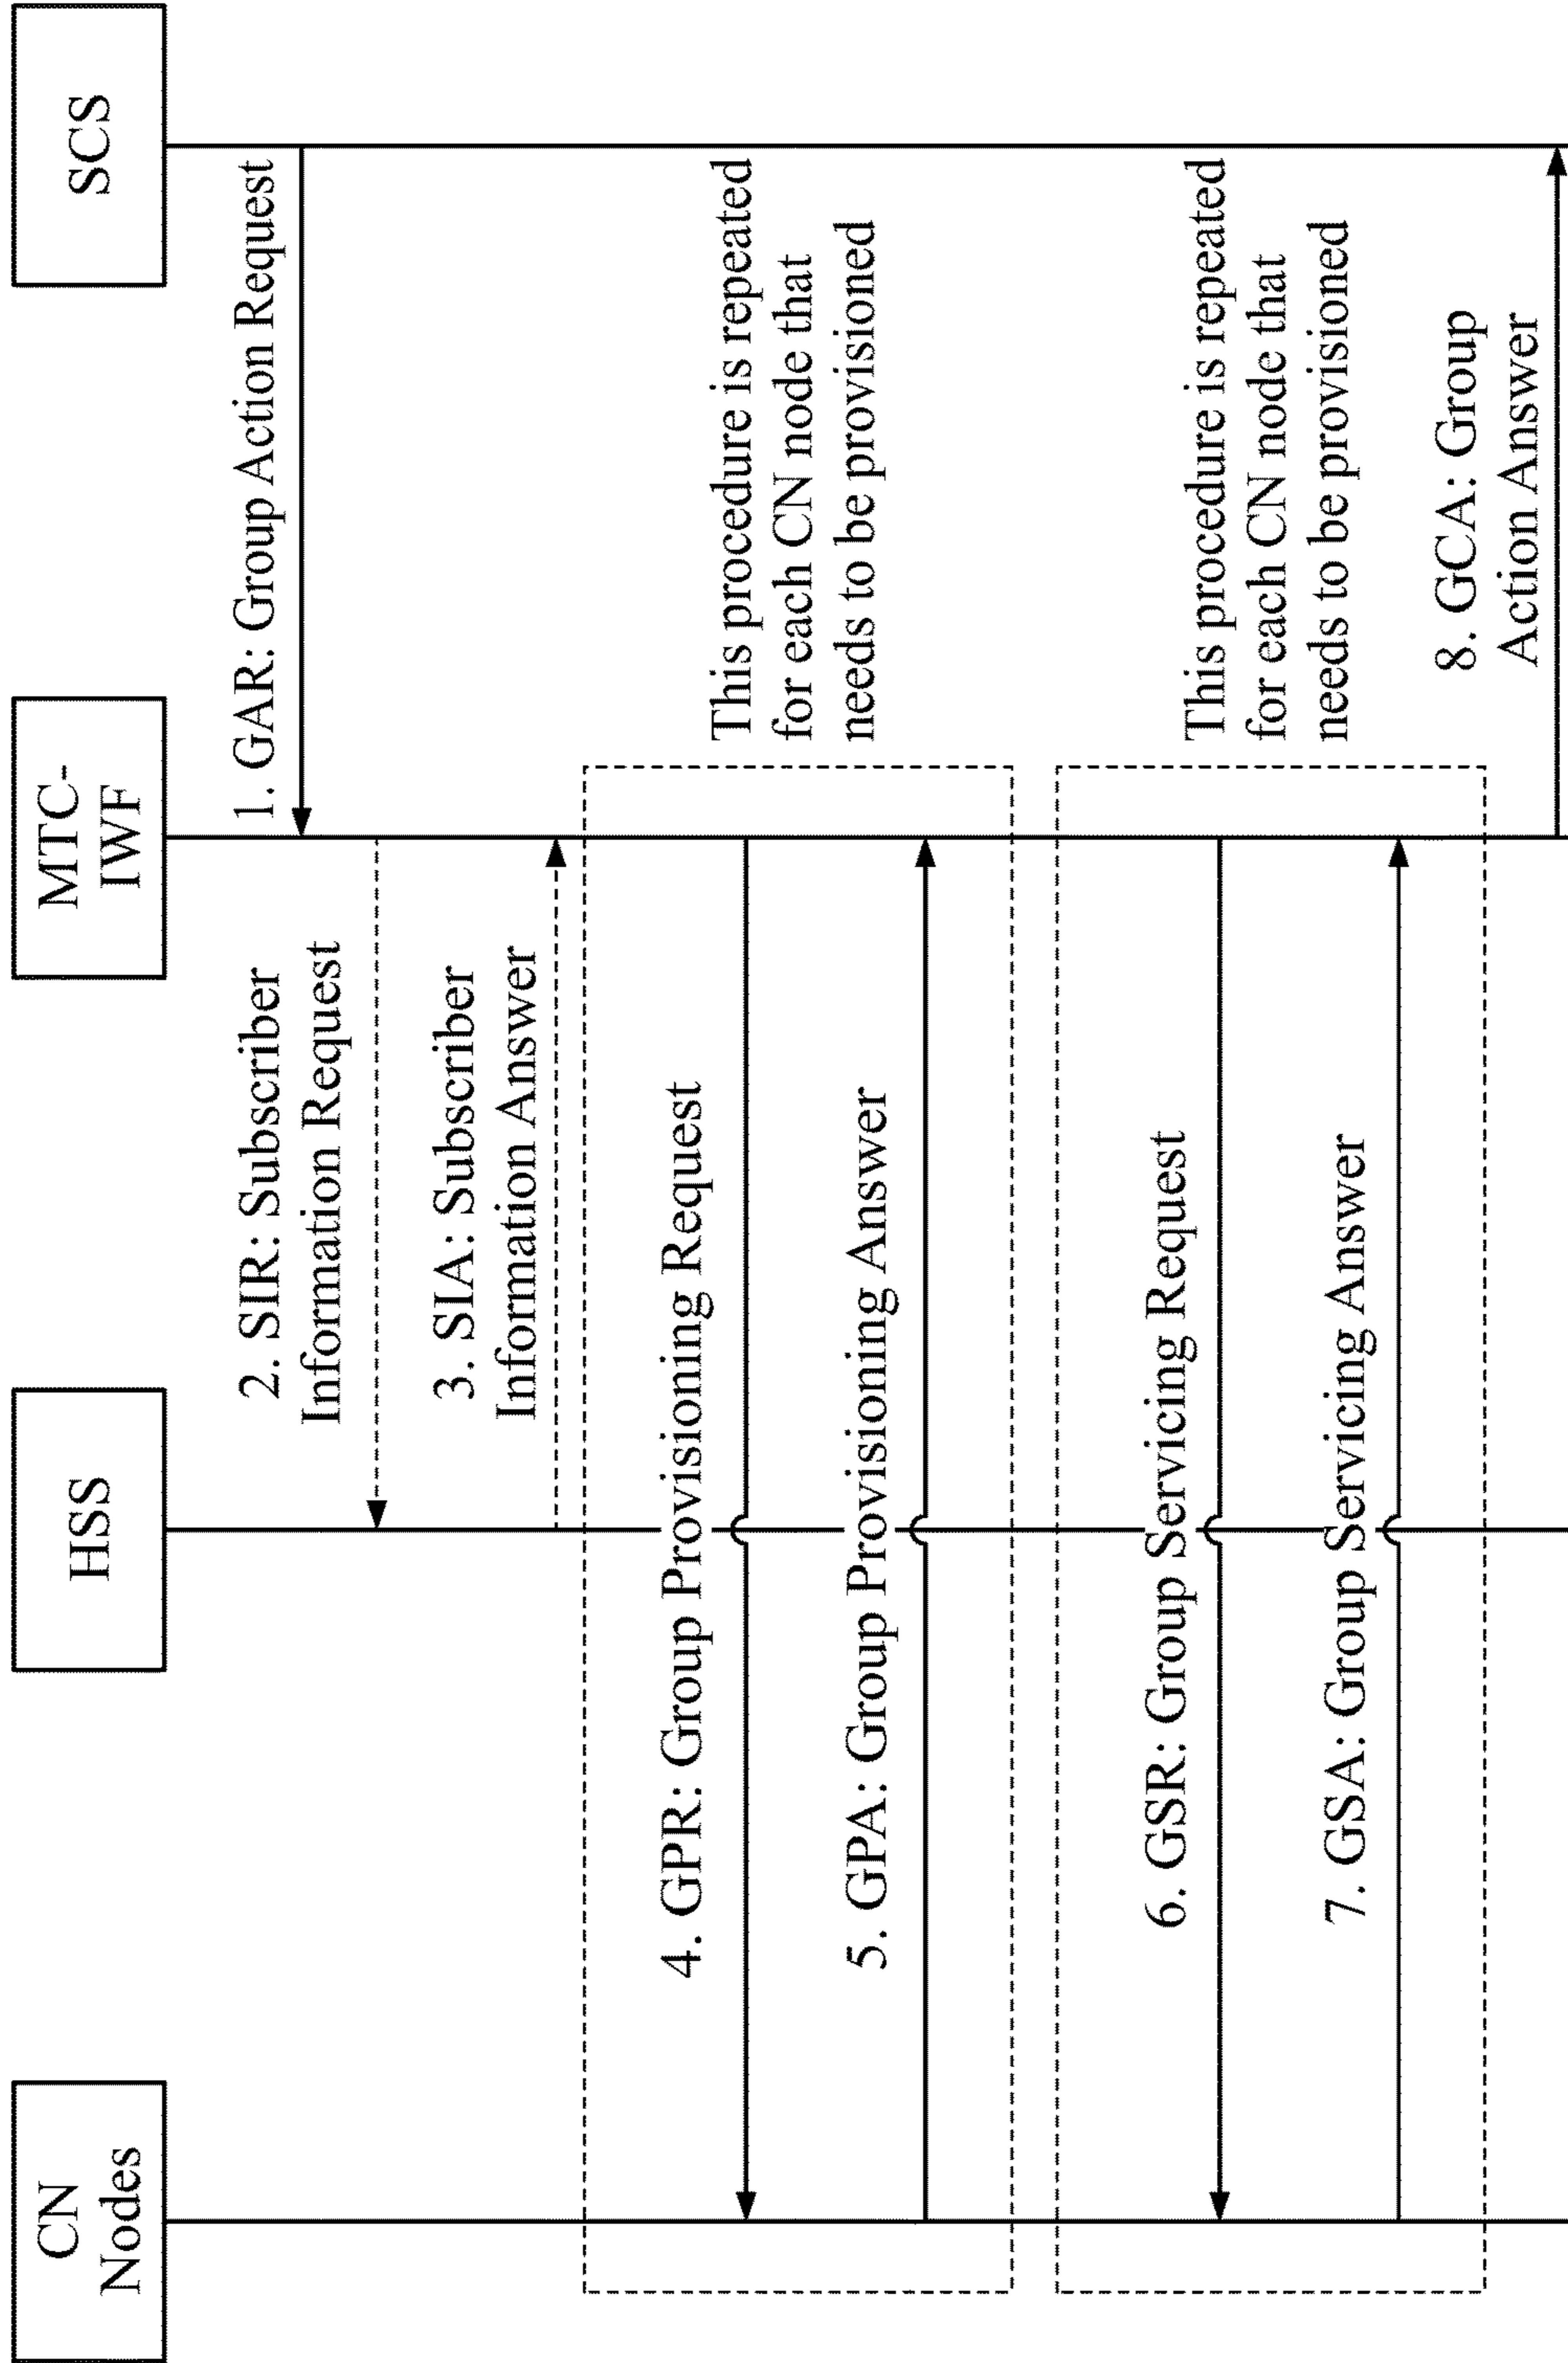 CN
Nodes
HSS
MTC-
IWF
SCS
1. GAR: Group Action Request
2. SIR: Subscriber
Information Request
3. SIA: Subscriber
Information Answer
4. GPR: Group Provisioning Request
This procedure is repeated
for each CN node that
needs to be provisioned
5. GPA: Group Provisioning Answer
6. GSR: Group Servicing Request
This procedure is repeated
for each CN node that
needs to be provisioned
7. GSA: Group Servicing Answer
8. GCA: Group
Action Answer